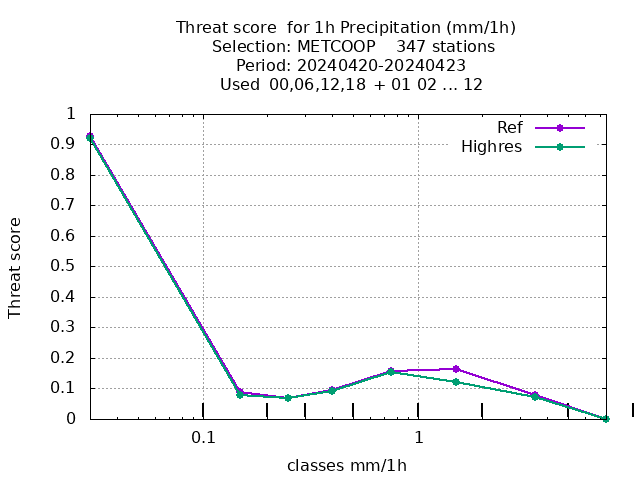 Threat score  for 1h Precipitation (mm/1h)
Selection: METCOOP    347 stations
Period: 20240420-20240423
Used  00,06,12,18  + 01 02 ... 12
Ref
Highres
1
0.9
0.8
0.7
0.6
0.5
0.4
0.3
0.2
0.1
0
Threat score
0.1
1
classes mm/1h